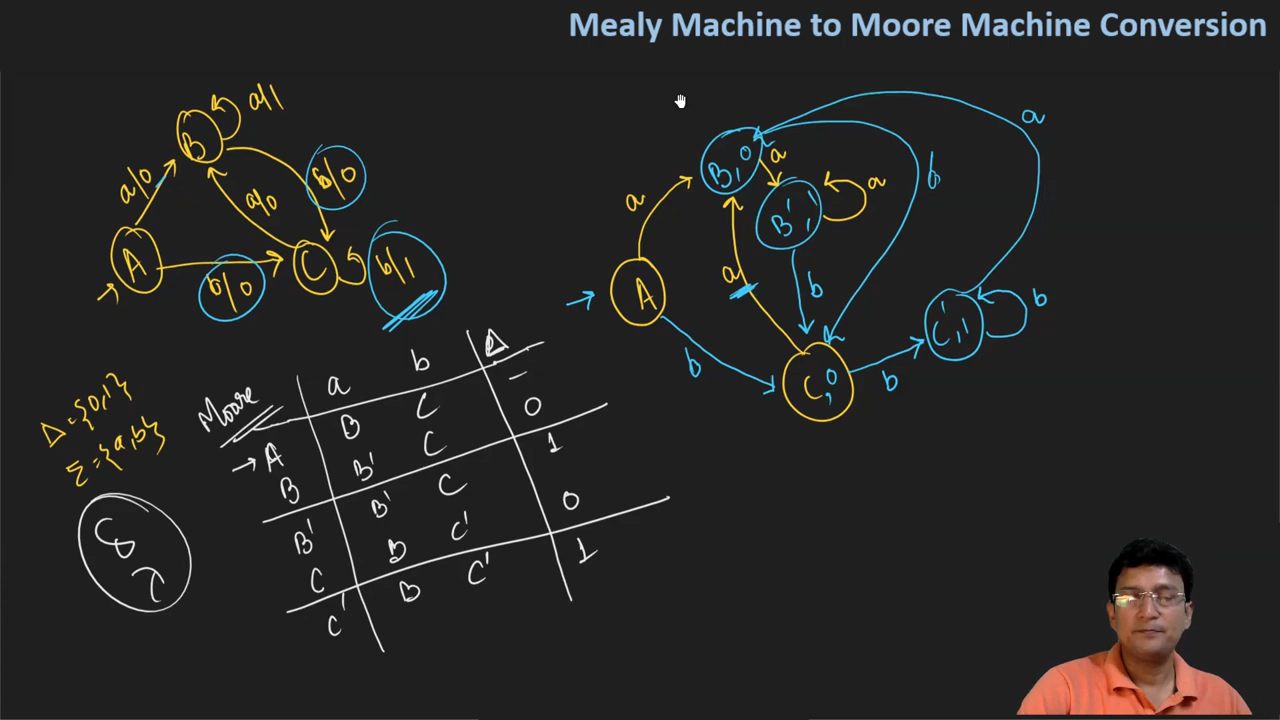 Mealy Machine to Moore Machine Conversion
a/1
B
a/0
b/0
a/0
A
b/0
C
b/1
Δ={0,1}
Σ={a,b}
Moore a b Δ
→A B C –
B B' C 0
B' B' C 1
C B C' 0
C' B C' 1
B,0
a
B',1
a
a
b
a
A
a
b
b
C,0
b
C',1
b